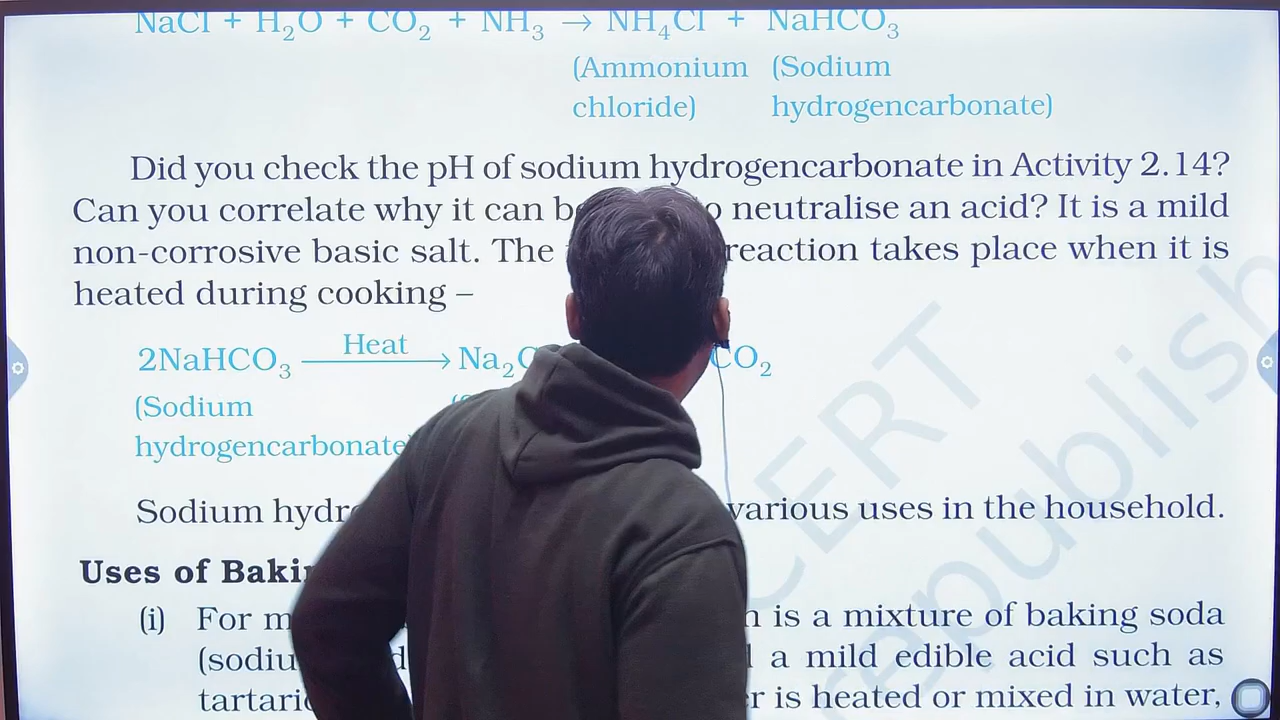 NaCl + H₂O + CO₂ + NH₃ → NH₄Cl + NaHCO₃
(Ammonium (Sodium
chloride) hydrogencarbonate)
Did you check the pH of sodium hydrogencarbonate in Activity 2.14?
Can you correlate why it can neutralise an acid? It is a mild
non-corrosive basic salt. The reaction takes place when it is
heated during cooking –
2NaHCO₃ Heat → CO₂
(Sodium
hydrogencarbonate)
Sodium various uses in the household.
Uses of
(i) For is a mixture of baking soda
a mild edible acid such as
is heated or mixed in water,